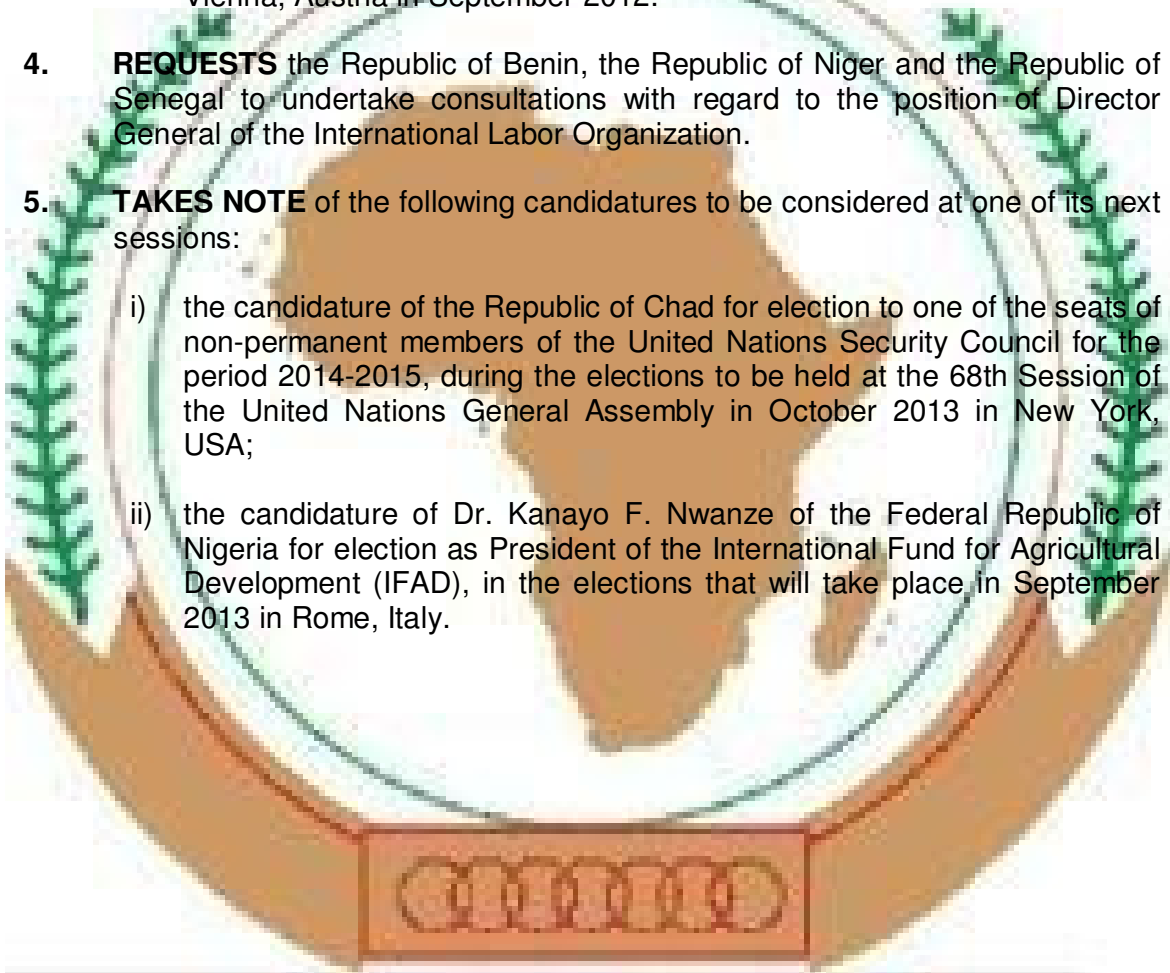 Vienna, Austria in September 2012.
4. REQUESTS the Republic of Benin, the Republic of Niger and the Republic of
Senegal to undertake consultations with regard to the position of Director
General of the International Labor Organization.
5. TAKES NOTE of the following candidatures to be considered at one of its next
sessions:
i) the candidature of the Republic of Chad for election to one of the seats of
non-permanent members of the United Nations Security Council for the
period 2014-2015, during the elections to be held at the 68th Session of
the United Nations General Assembly in October 2013 in New York,
USA;
ii) the candidature of Dr. Kanayo F. Nwanze of the Federal Republic of
Nigeria for election as President of the International Fund for Agricultural
Development (IFAD), in the elections that will take place in September
2013 in Rome, Italy.